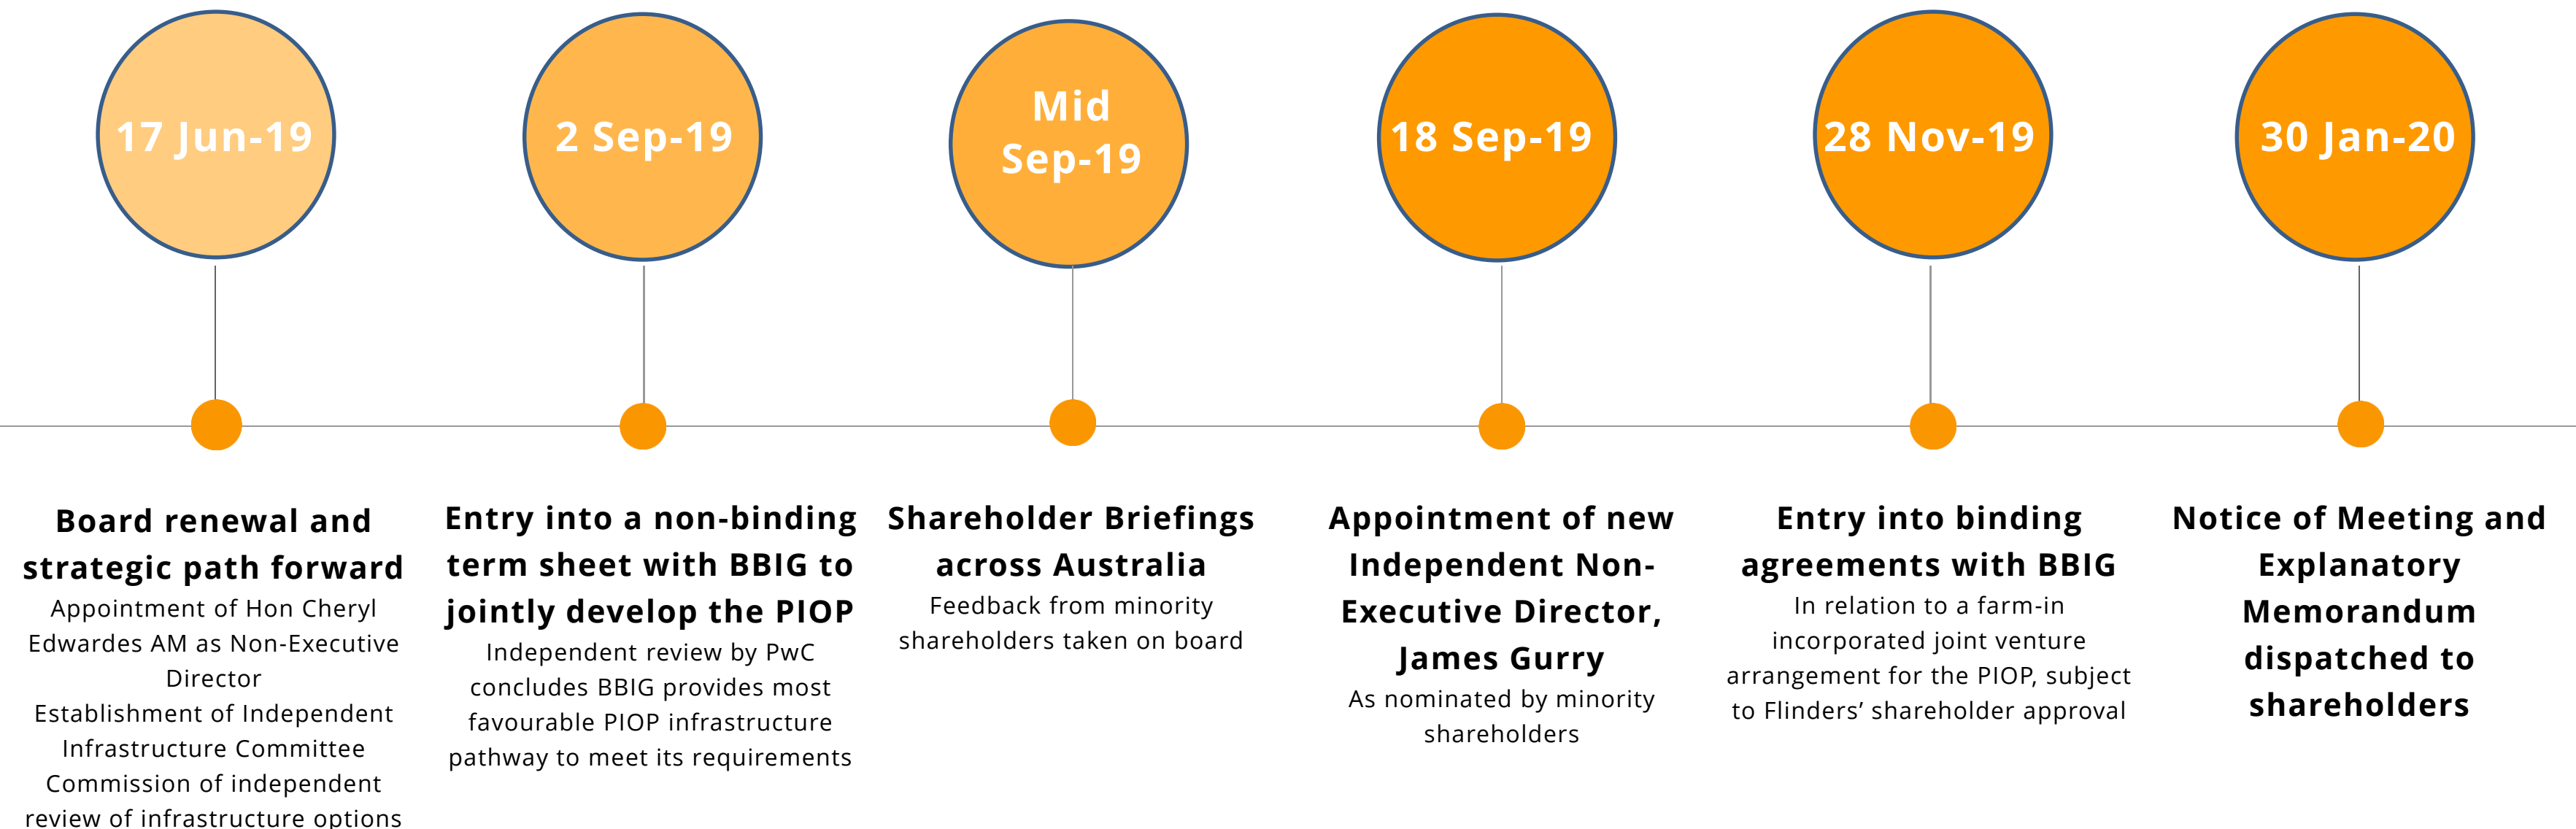 17 Jun-19
2 Sep-19
Mid
Sep-19
18 Sep-19
28 Nov-19
30 Jan-20
Board renewal and
strategic path forward
Appointment of Hon Cheryl
Edwardes AM as Non-Executive
Director
Establishment of Independent
Infrastructure Committee
Commission of independent
review of infrastructure options
Entry into a non-binding
term sheet with BBIG to
jointly develop the PIOP
Independent review by PwC
concludes BBIG provides most
favourable PIOP infrastructure
pathway to meet its requirements
Shareholder Briefings
across Australia
Feedback from minority
shareholders taken on board
Appointment of new
Independent Non-
Executive Director,
James Gurry
As nominated by minority
shareholders
Entry into binding
agreements with BBIG
In relation to a farm-in
incorporated joint venture
arrangement for the PIOP, subject
to Flinders’ shareholder approval
Notice of Meeting and
Explanatory
Memorandum
dispatched to
shareholders